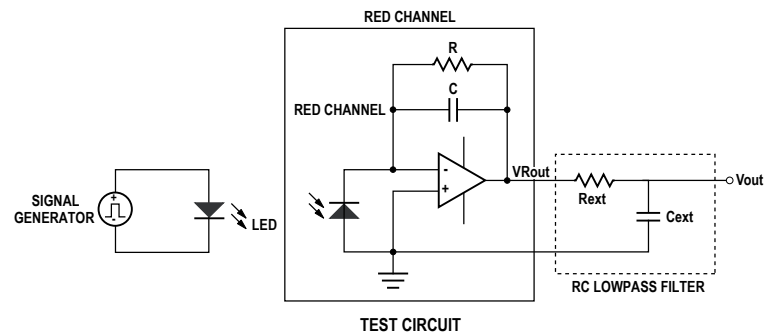 RED CHANNEL
R
C
RED CHANNEL
-
+
VRout
Vout
Rext
Cext
+
-
SIGNAL
GENERATOR
LED
RC LOWPASS FILTER
TEST CIRCUIT